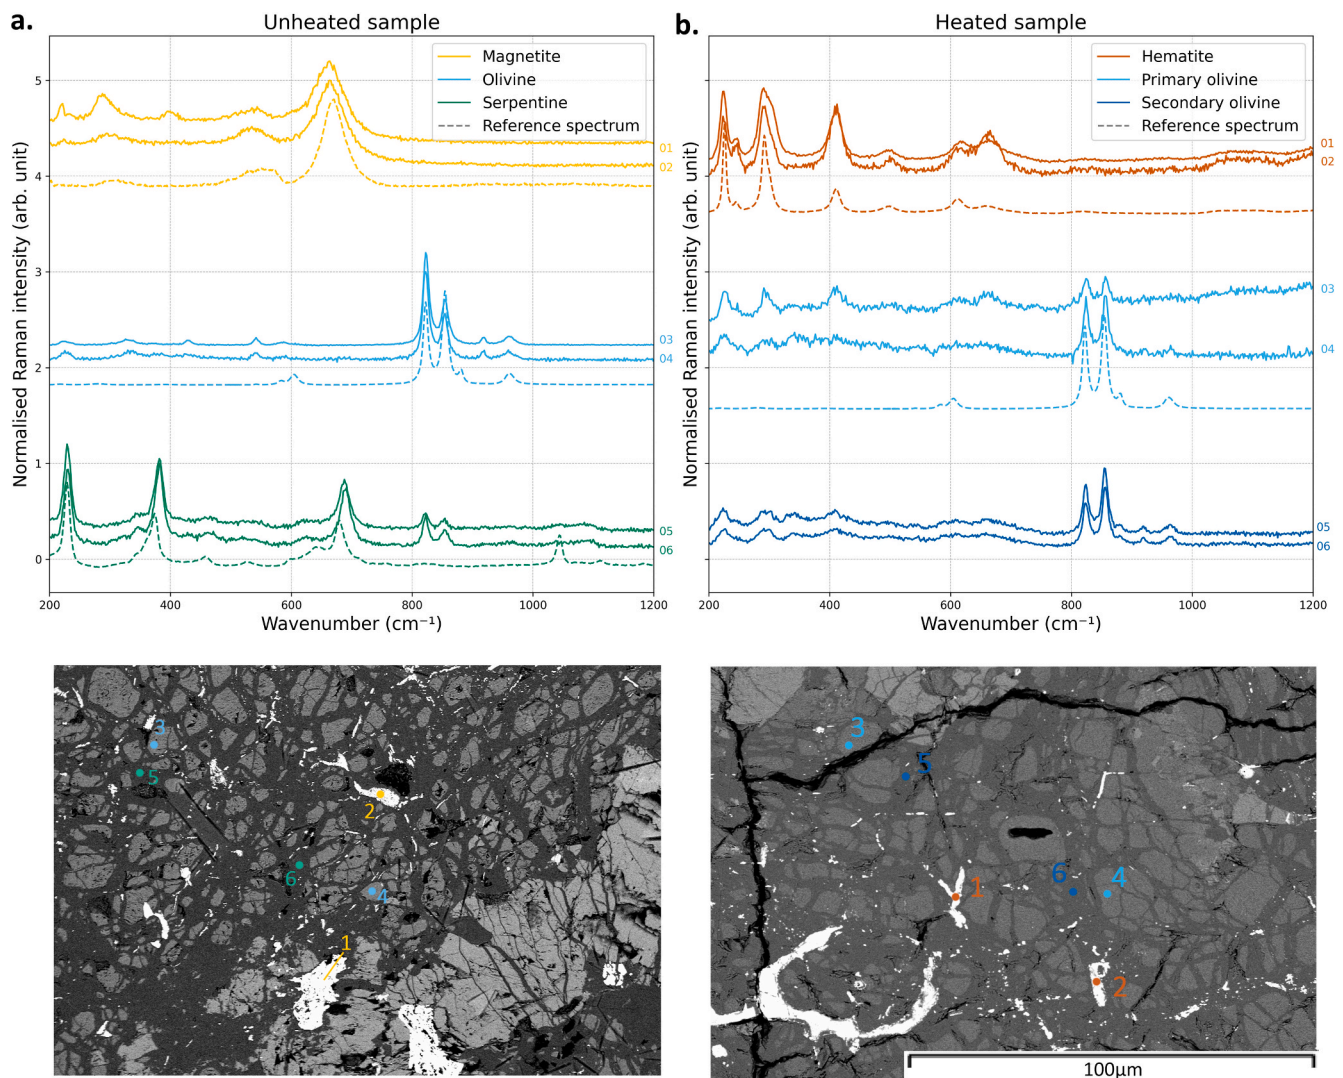 a.
Unheated sample
Magnetite
Olivine
Serpentine
Reference spectrum
Normalised Raman intensity (arb. unit)
5
4
3
2
1
0
01
02
03
04
05
06
200 400 600 800 1000 1200
Wavenumber (cm⁻¹)
b.
Heated sample
Hematite
Primary olivine
Secondary olivine
Reference spectrum
Normalised Raman intensity (arb. unit)
01
02
03
04
05
06
200 400 600 800 1000 1200
Wavenumber (cm⁻¹)
3
5
2
6
4
1
3
5
6
4
1
2
100μm